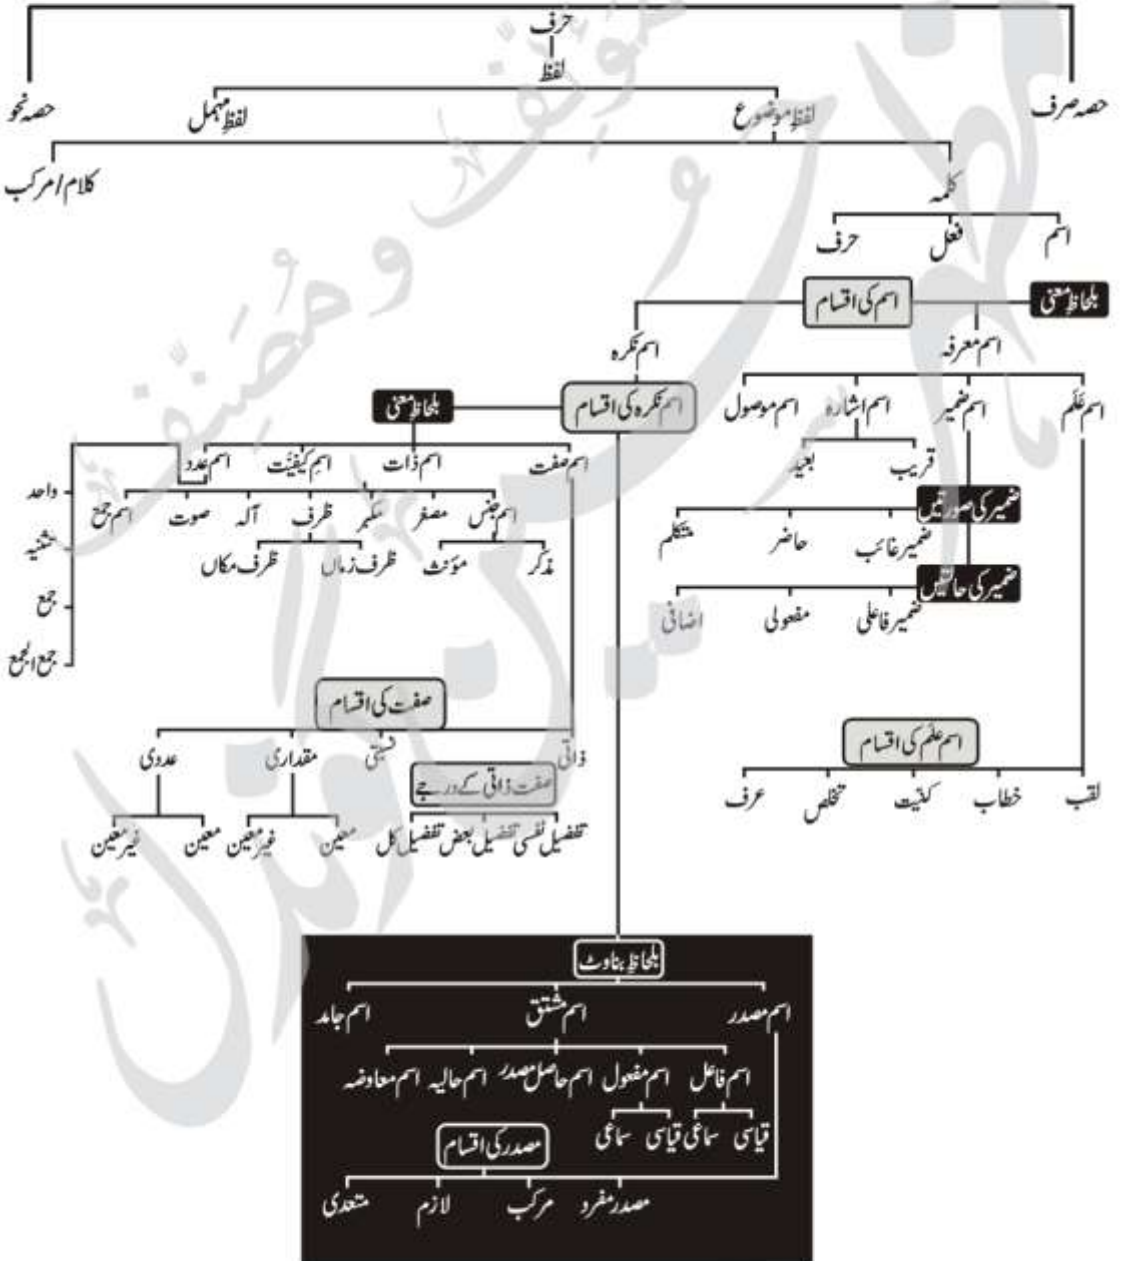 حرف
لفظ
حصہ صرف
لفظِ موضوع
لفظِ مہمل
حصہ نحو
کلمہ
کلام/مرکب
اسم
فعل
حرف
بلحاظِ معنی
اسم کی اقسام
اسم معرفہ
اسم نکرہ
اسم عَلَم
اسم ضمیر
اسم اشارہ
اسم موصول
قریب
بعید
ضمیر کی صورتیں
ضمیر غائب
حاضر
متکلم
ضمیر کی حالتیں
ضمیر فاعلی
مفعولی
اضافی
اسم علَم کی اقسام
لقب
خطاب
کنیت
تخلص
عرف
اسم نکرہ کی اقسام
بلحاظِ معنی
اسم صفت
اسم ذات
اسمِ کیفیّت
اسم عدد
اسم جنس
مصغر
مکبر
ظرف
آلہ
صوت
اسم جمع
مذکر
مؤنث
ظرف زماں
ظرف مکاں
واحد
تثنیہ
جمع
جمع الجمع
صفت کی اقسام
ذاتی
نسبتی
مقداری
عددی
صفت ذاتی کے درجے
تفضیل نفسی
تفضیل بعض
تفضیل کل
معین
غیر معین
معین
غیر معین
بلحاظِ بناوٹ
اسم مصدر
اسم مشتق
اسم جامد
اسم فاعل
اسم مفعول
اسم حاصل مصدر
اسم حالیہ
اسم معاوضہ
قیاسی
سماعی
قیاسی
سماعی
مصدر کی اقسام
مصدر مفرد
مرکب
لازم
متعدی